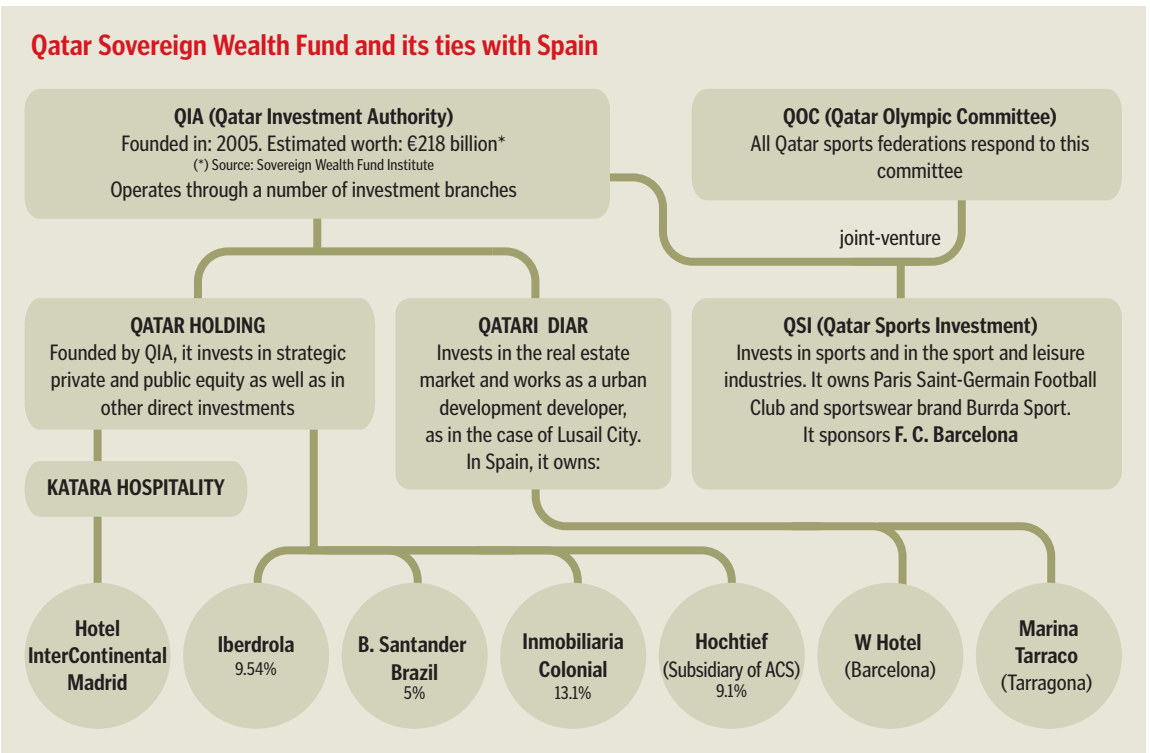 Qatar Sovereign Wealth Fund and its ties with Spain
QIA (Qatar Investment Authority)
Founded in: 2005. Estimated worth: €218 billion*
(*) Source: Sovereign Wealth Fund Institute
Operates through a number of investment branches
QOC (Qatar Olympic Committee)
All Qatar sports federations respond to this
committee
joint-venture
QATAR HOLDING
Founded by QIA, it invests in strategic
private and public equity as well as in
other direct investments
QATARI DIAR
Invests in the real estate
market and works as a urban
development developer,
as in the case of Lusail City.
In Spain, it owns:
QSI (Qatar Sports Investment)
Invests in sports and in the sport and leisure
industries. It owns Paris Saint-Germain Football
Club and sportswear brand Burrda Sport.
It sponsors F. C. Barcelona
KATARA HOSPITALITY
Hotel
InterContinental
Madrid
Iberdrola
9.54%
B. Santander
Brazil
5%
Inmobiliaria
Colonial
13.1%
Hochtief
(Subsidiary of ACS)
9.1%
W Hotel
(Barcelona)
Marina
Tarraco
(Tarragona)